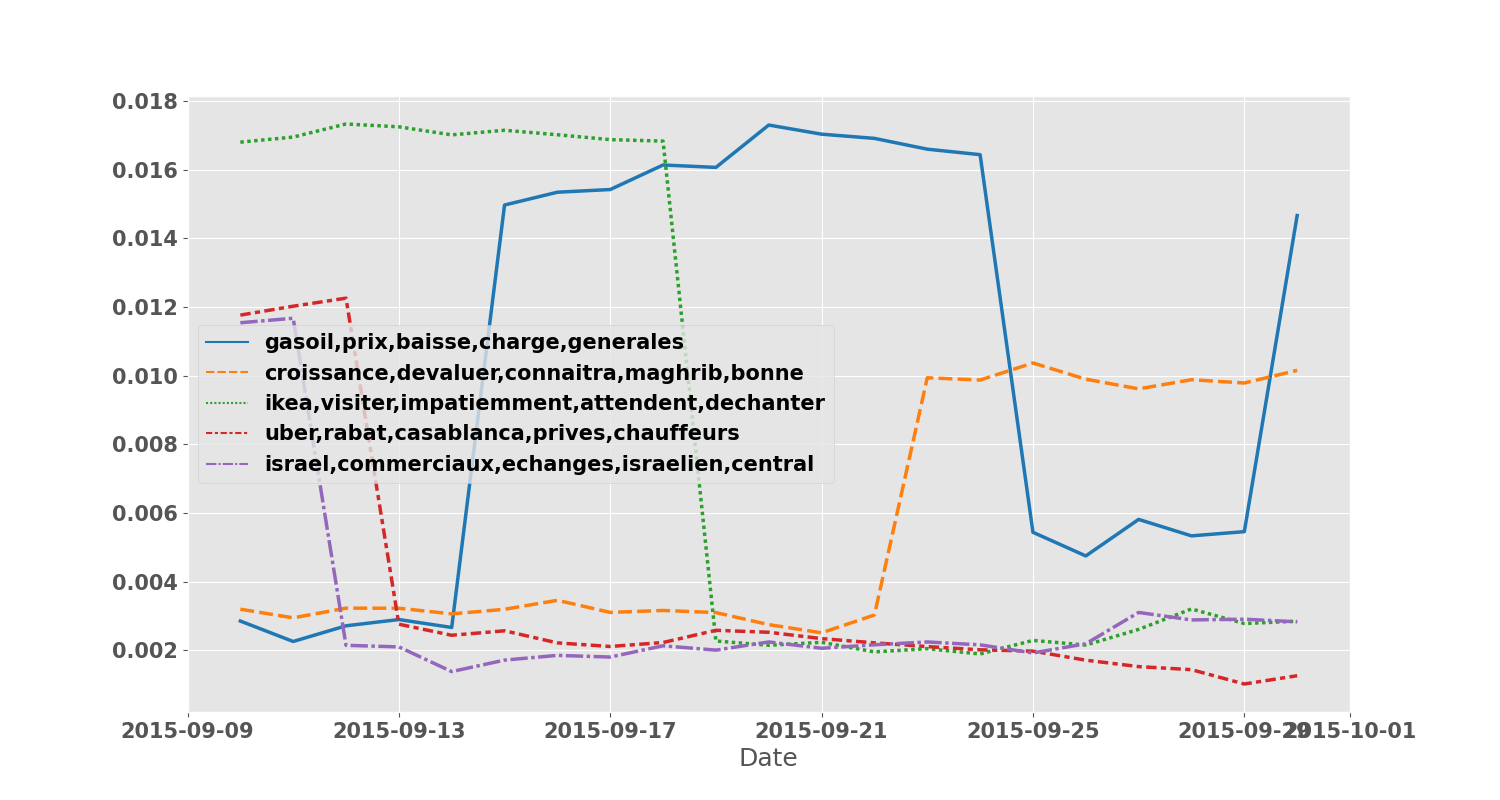 0.018
0.016
0.014
0.012
0.010
0.008
0.006
0.004
0.002
gasoil,prix,baisse,charge,generales
croissance,devaluer,connaitra,maghrib,bonne
ikea,visiter,impatiemment,attendent,dechanter
uber,rabat,casablanca,prives,chauffeurs
israel,commerciaux,echanges,israelien,central
2015-09-09 2015-09-13 2015-09-17 2015-09-21 2015-09-25 2015-09-29 2015-10-01
Date